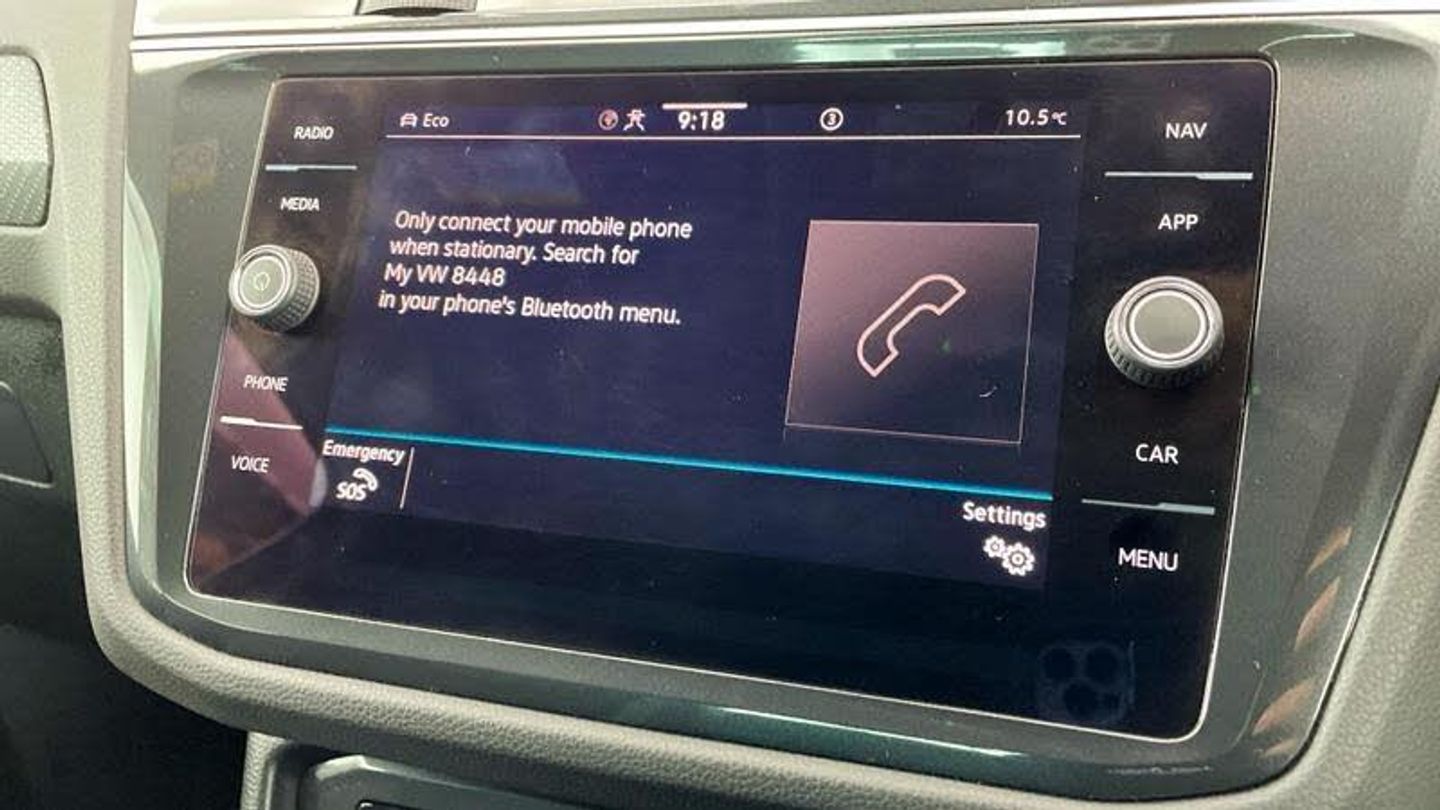 RADIO
MEDIA
PHONE
VOICE
Eco
9:18
3
10.5°C
Only connect your mobile phone
when stationary. Search for
My VW 8448
in your phone's Bluetooth menu.
Emergency
SOS
Settings
NAV
APP
CAR
MENU